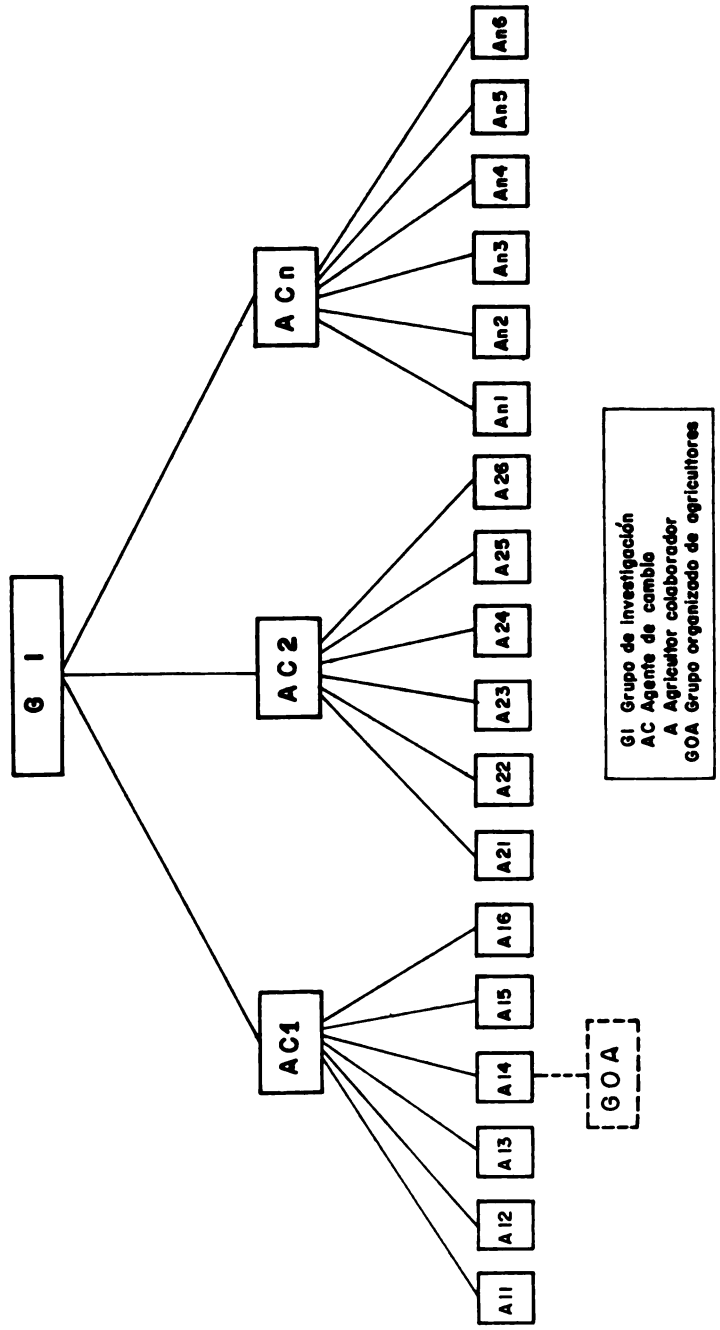 G I
AC1
AC2
ACn
A11
A12
A13
A14
A15
A16
A21
A22
A23
A24
A25
A26
An1
An2
An3
An4
An5
An6
GOA
GI Grupo de investigación
AC Agente de cambio
A Agricultor colaborador
GOA Grupo organizado de agricultores